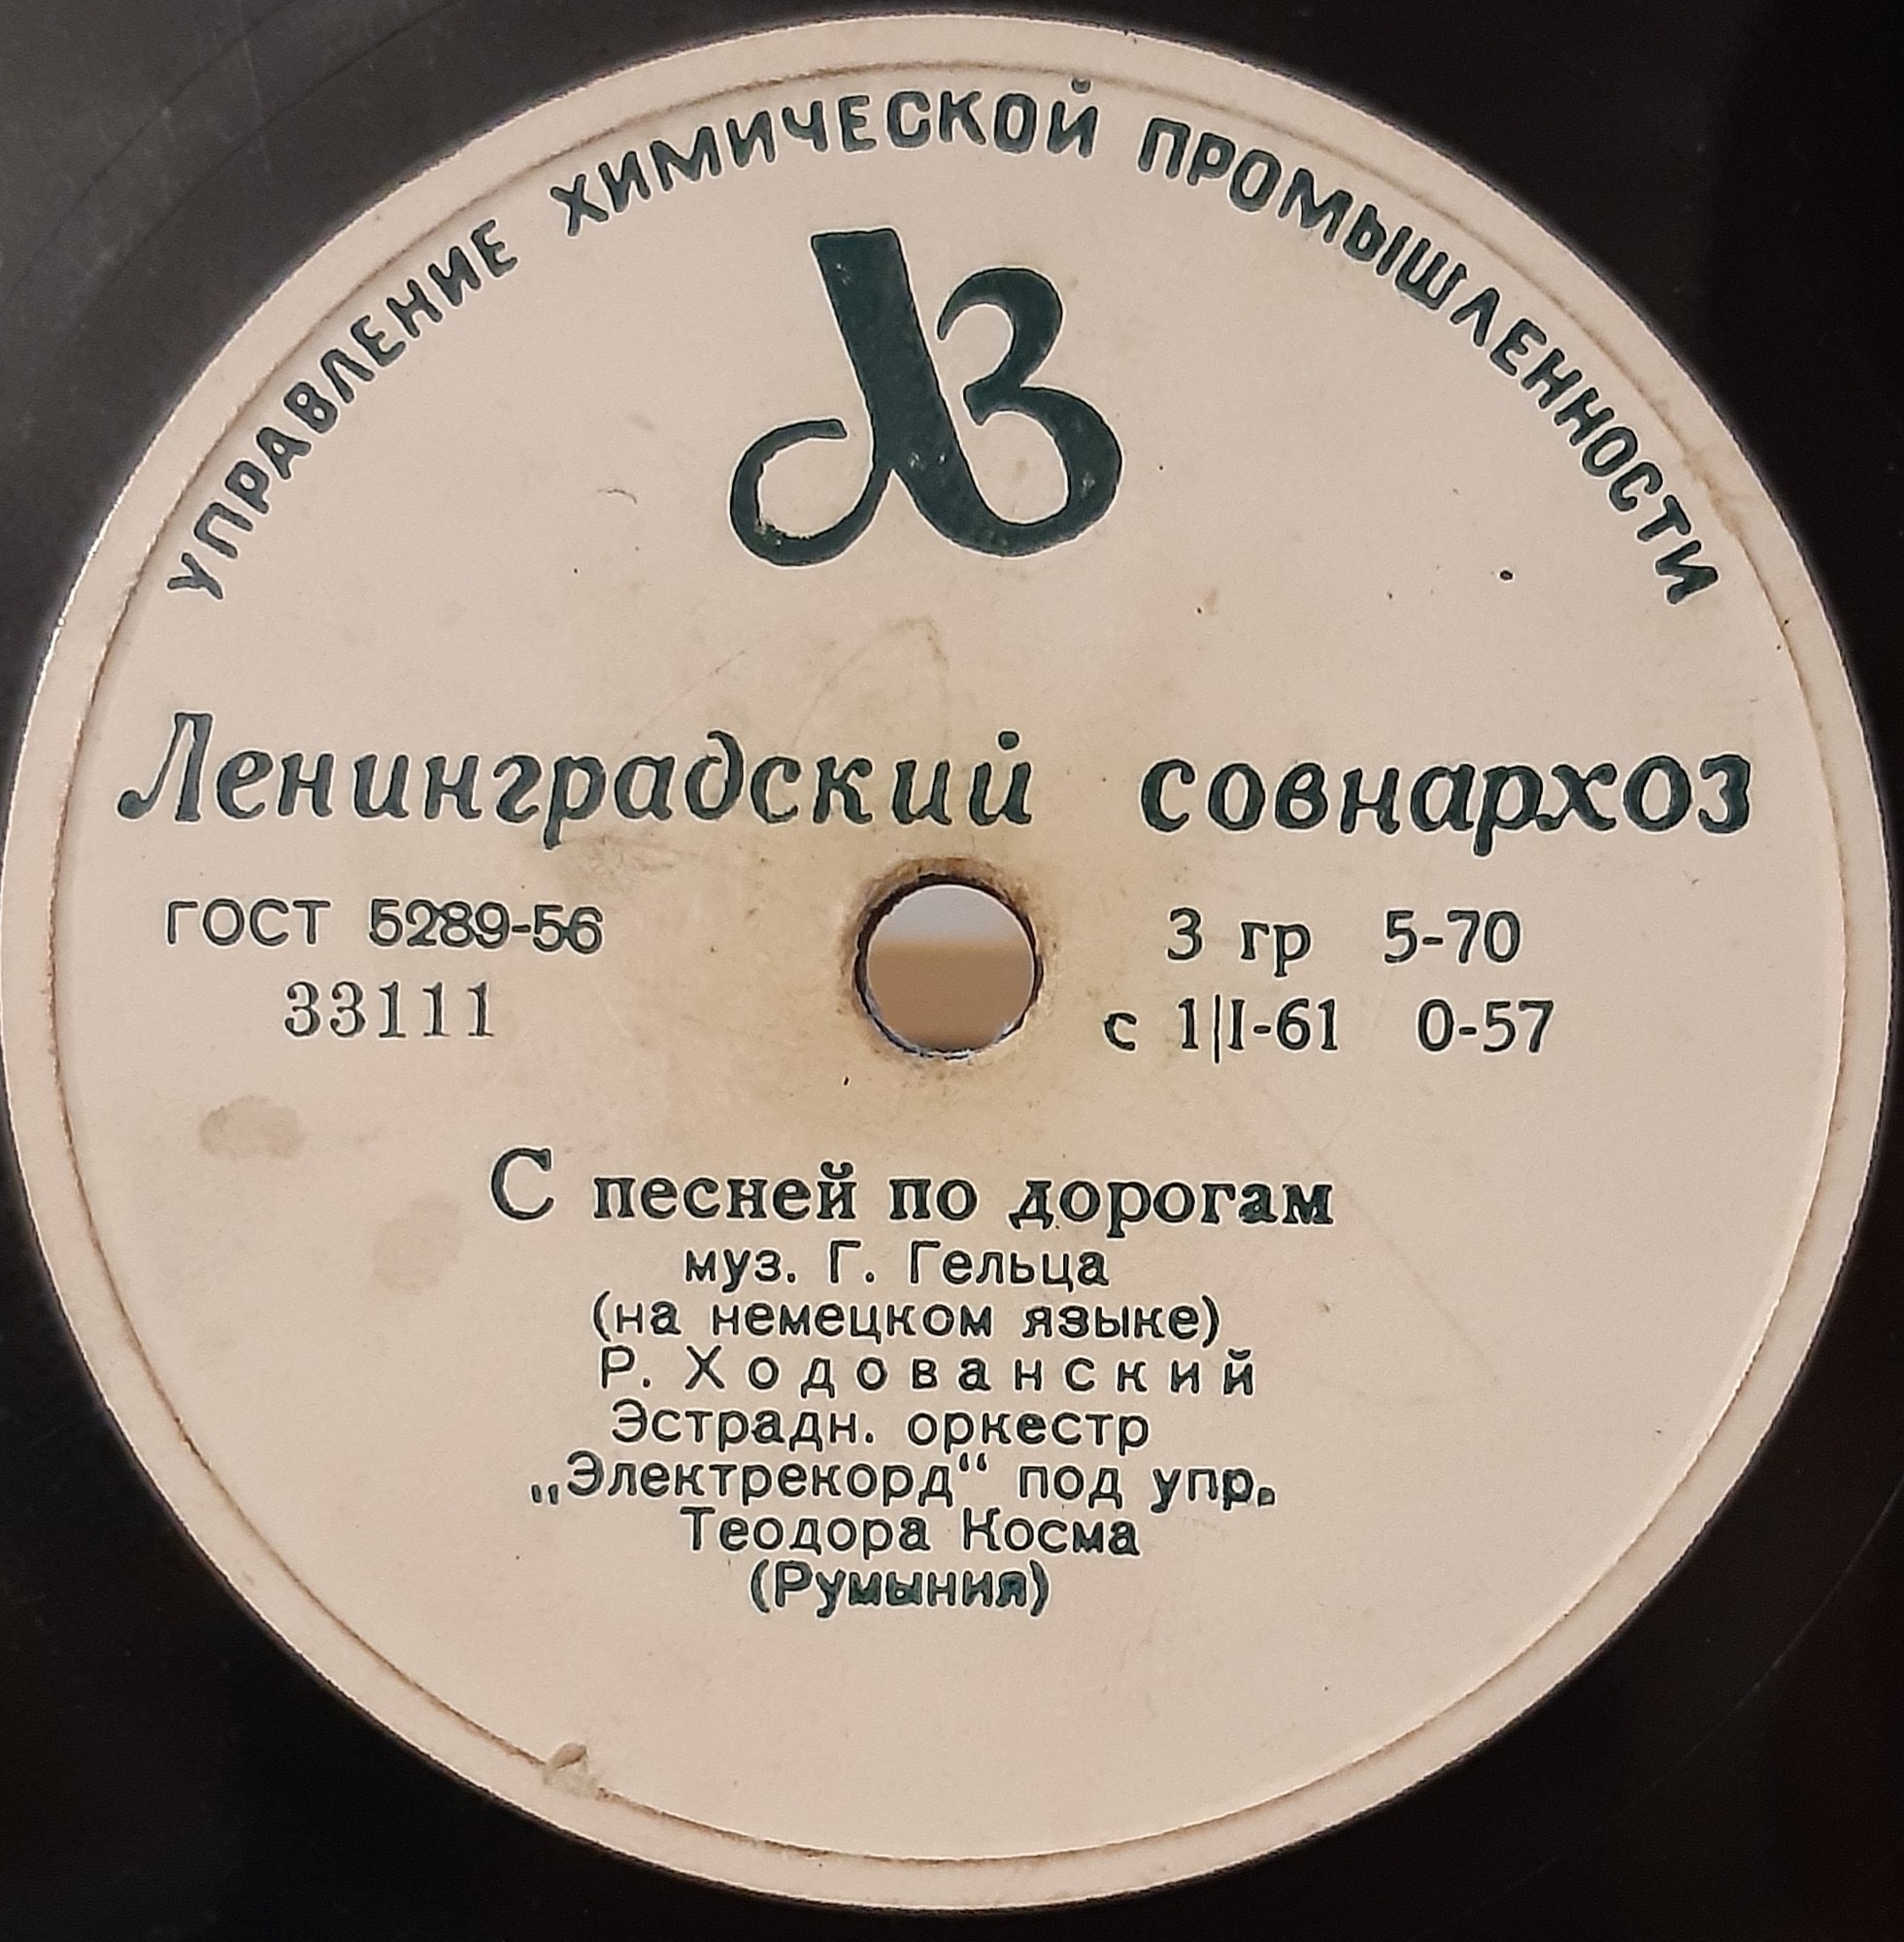 УПРАВЛЕНИЕ ХИМИЧЕСКОЙ ПРОМЫШЛЕННОСТИ
Ленинградский совнархоз
ГОСТ 5289-56 3 гр 5-70
33111 с 1|I-61 0-57
С песней по дорогам
муз. Г. Гельца
(на немецком языке)
Р. Ходованский
Эстрадн. оркестр
„Электрекорд“ под упр.
Теодора Косма
(Румыния)